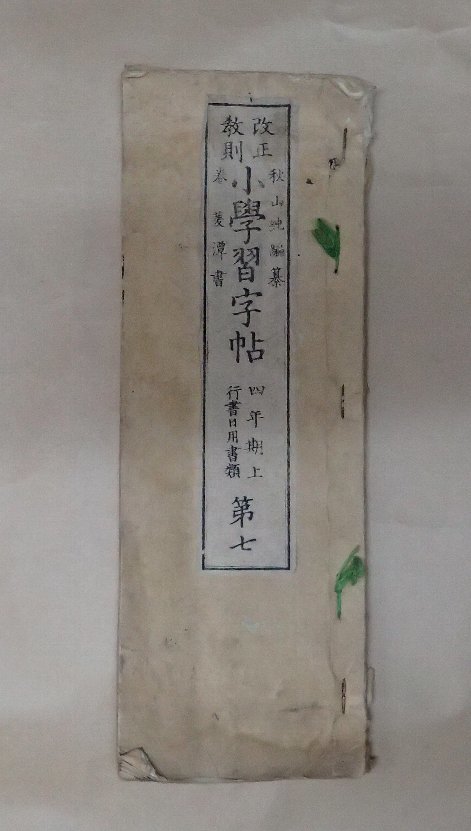 改正
教則
秋山純編纂
小學習字帖
巻菱潭書
四年期上
行書日用書類
第七